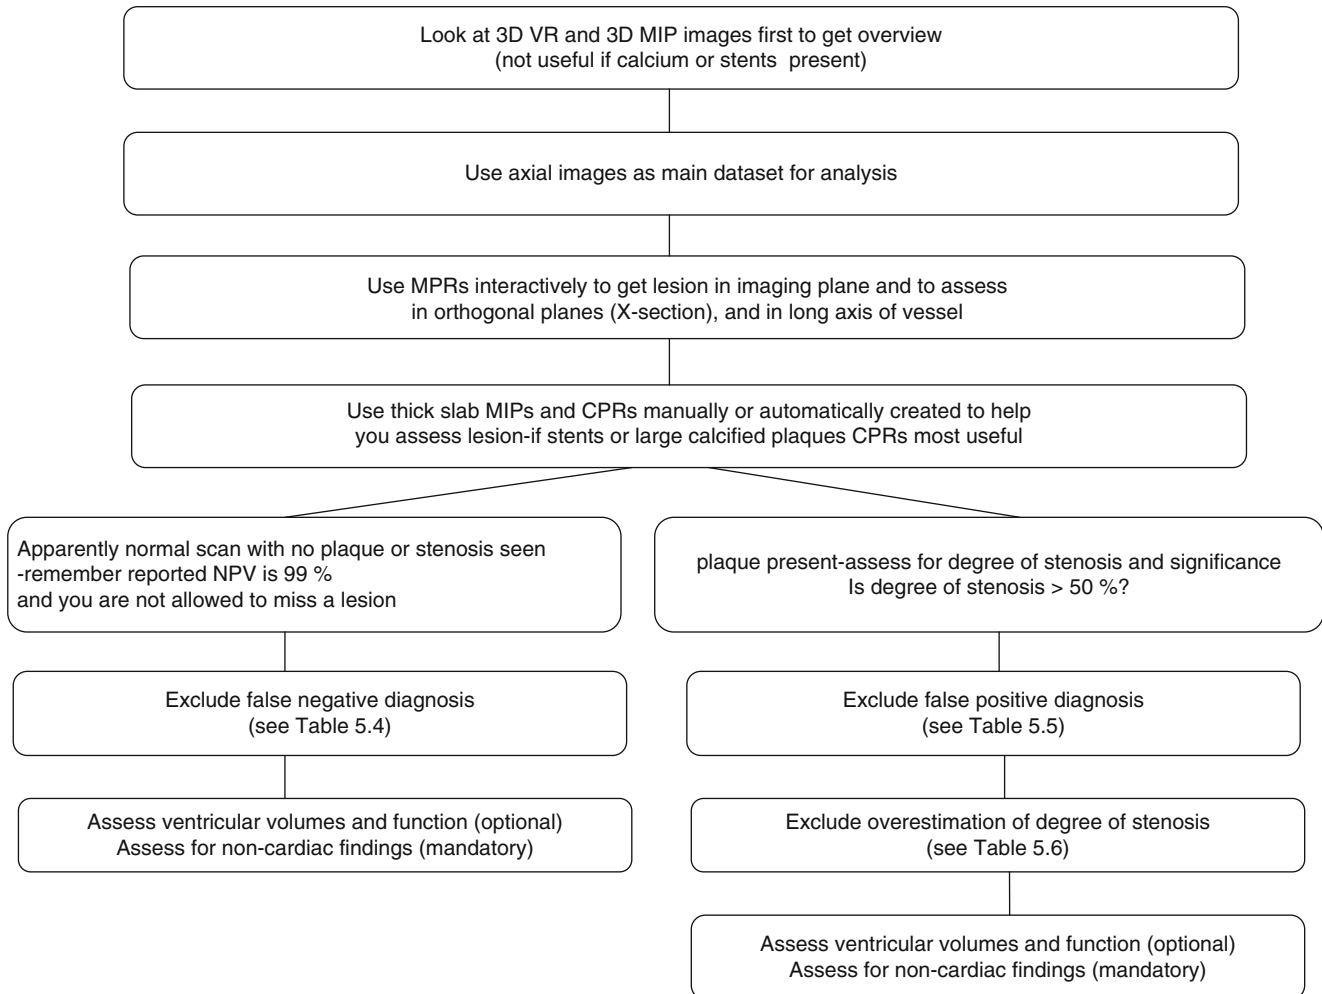 Look at 3D VR and 3D MIP images first to get overview
(not useful if calcium or stents present)
Use axial images as main dataset for analysis
Use MPRs interactively to get lesion in imaging plane and to assess
in orthogonal planes (X-section), and in long axis of vessel
Use thick slab MIPs and CPRs manually or automatically created to help
you assess lesion-if stents or large calcified plaques CPRs most useful
Apparently normal scan with no plaque or stenosis seen
-remember reported NPV is 99 %
and you are not allowed to miss a lesion
Exclude false negative diagnosis
(see Table 5.4)
Assess ventricular volumes and function (optional)
Assess for non-cardiac findings (mandatory)
plaque present-assess for degree of stenosis and significance
Is degree of stenosis > 50 %?
Exclude false positive diagnosis
(see Table 5.5)
Exclude overestimation of degree of stenosis
(see Table 5.6)
Assess ventricular volumes and function (optional)
Assess for non-cardiac findings (mandatory)